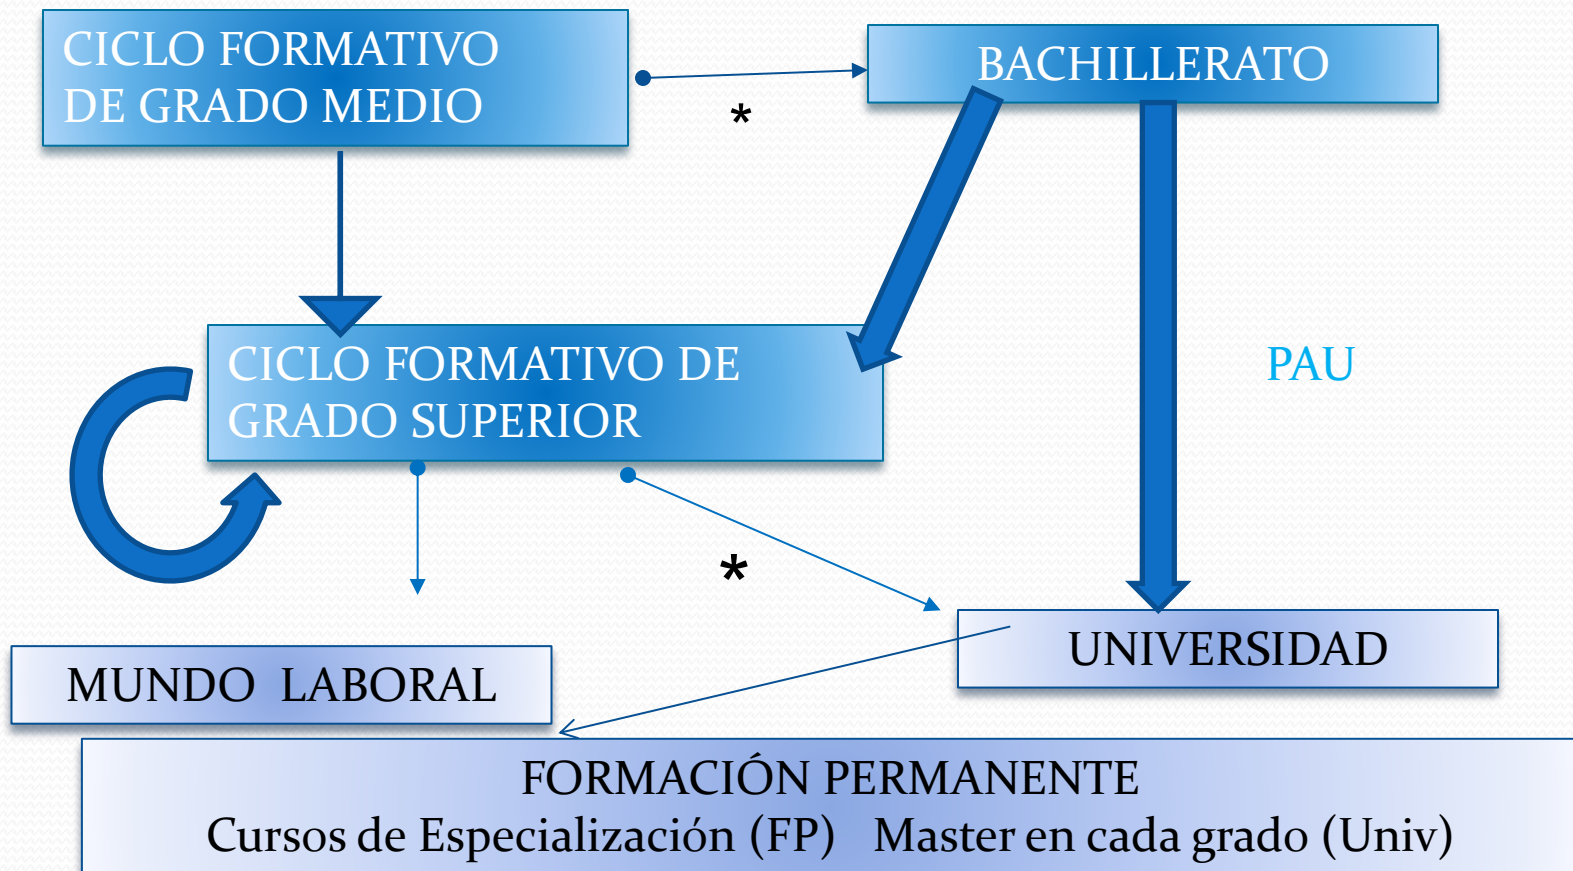 CICLO FORMATIVO
DE GRADO MEDIO
BACHILLERATO
*
CICLO FORMATIVO DE
GRADO SUPERIOR
PAU
*
UNIVERSIDAD
MUNDO LABORAL
FORMACIÓN PERMANENTE
Cursos de Especialización (FP) Master en cada grado (Univ)